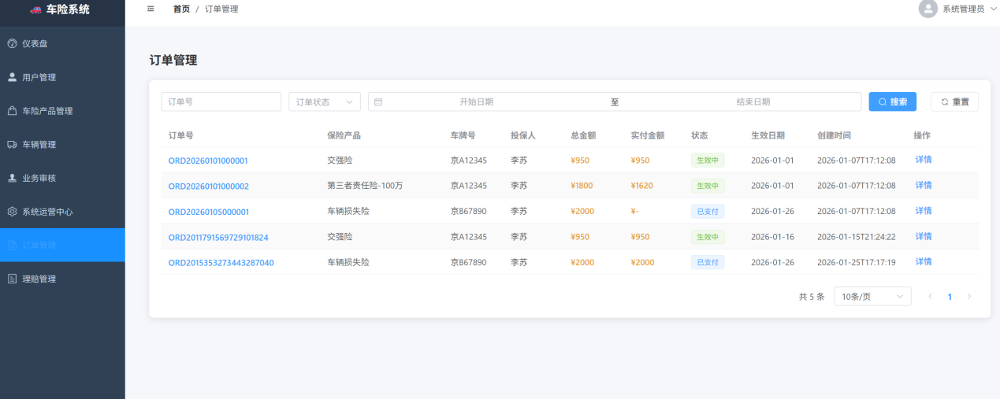 车险系统
首页 / 订单管理
系统管理员
仪表盘
用户管理
车险产品管理
车辆管理
业务审核
系统运营中心
订单管理
理赔管理
订单管理
订单号 订单状态 开始日期 至 结束日期 搜索 重置
订单号 保险产品 车牌号 投保人 总金额 实付金额 状态 生效日期 创建时间 操作
ORD20260101000001 交强险 京A12345 李苏 ¥950 ¥950 生效中 2026-01-01 2026-01-07T17:12:08 详情
ORD20260101000002 第三者责任险-100万 京A12345 李苏 ¥1800 ¥1620 生效中 2026-01-01 2026-01-07T17:12:08 详情
ORD20260105000001 车辆损失险 京B67890 李苏 ¥2000 ¥- 已支付 2026-01-26 2026-01-07T17:12:08 详情
ORD2011791569729101824 交强险 京A12345 李苏 ¥950 ¥950 生效中 2026-01-16 2026-01-15T21:24:22 详情
ORD2015353273443287040 车辆损失险 京B67890 李苏 ¥2000 ¥2000 已支付 2026-01-26 2026-01-25T17:17:19 详情
共 5 条 10条/页 1